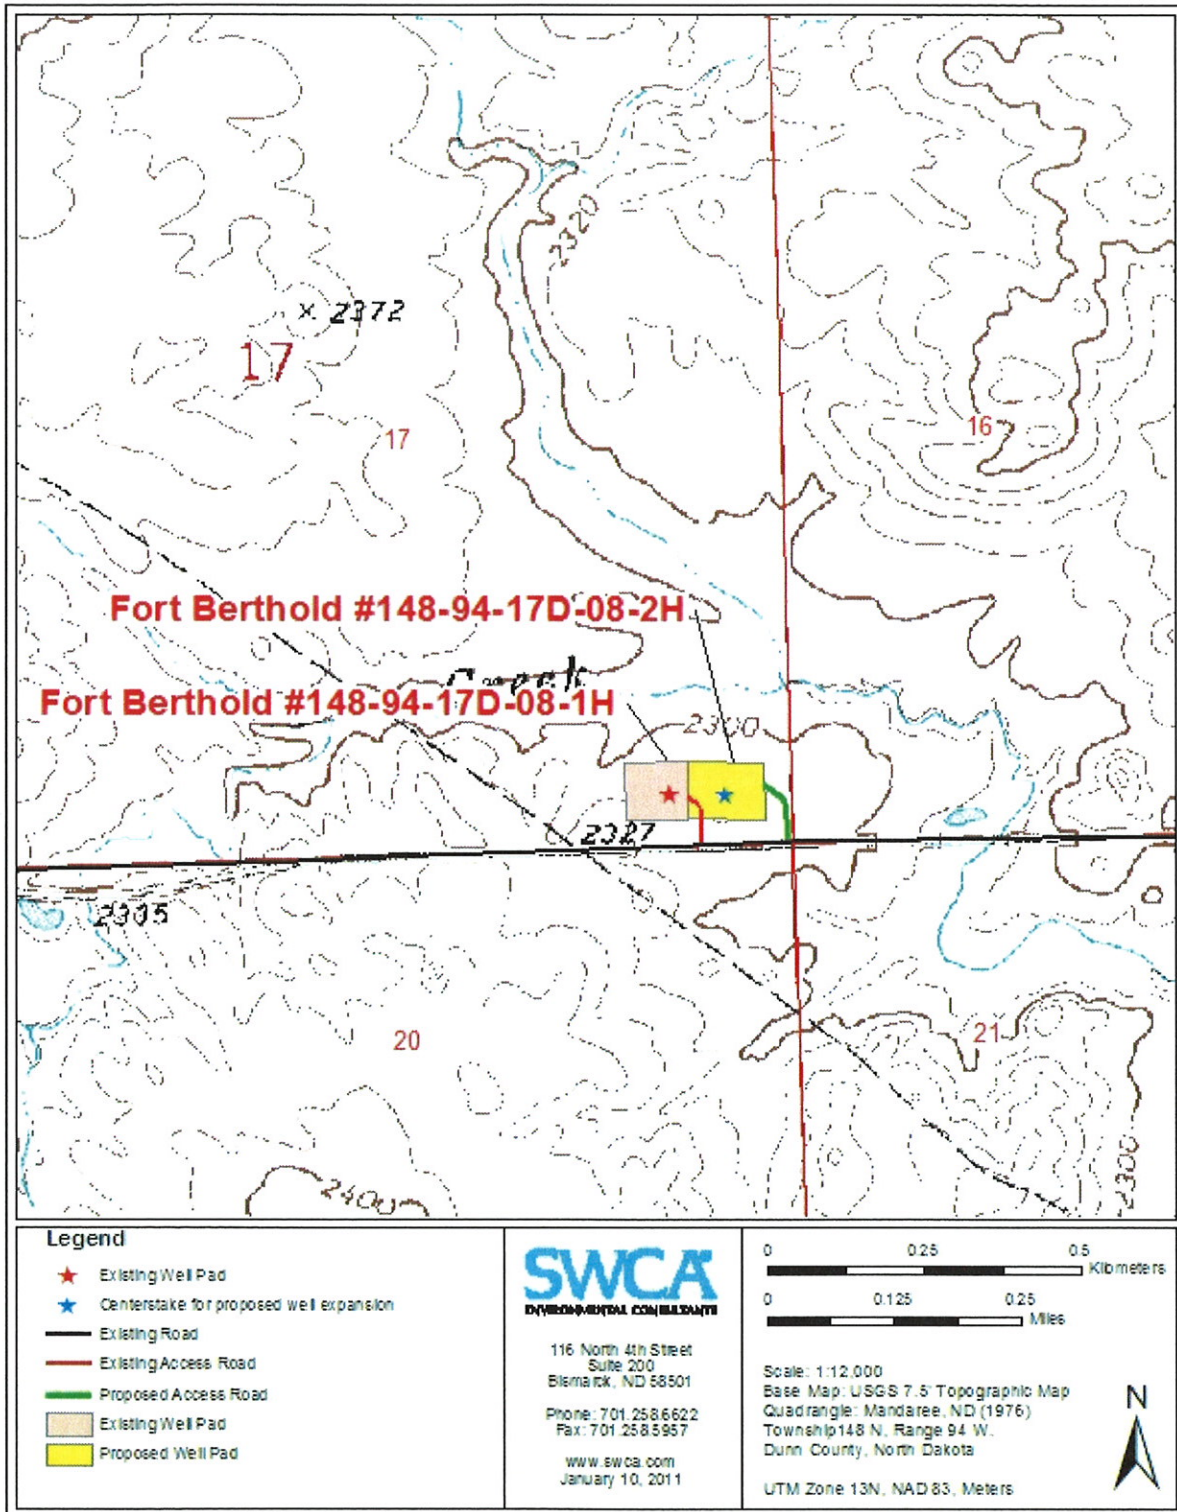 2320
× 2372
17
17
16
Fort Berthold #148-94-17D-08-2H
Creek
Fort Berthold #148-94-17D-08-1H
2300
2327
2305
20
21
2400
2300
Legend
Existing Well Pad
Centerstake for proposed well expansion
Existing Road
Existing Access Road
Proposed Access Road
Existing Well Pad
Proposed Well Pad
SWCA
ENVIRONMENTAL CONSULTANTS
116 North 4th Street
Suite 200
Bismarck, ND 58501
Phone: 701.258.6622
Fax: 701.258.5957
www.swca.com
January 10, 2011
0 0.25 0.5
Kilometers
0 0.125 0.25
Miles
Scale: 1:12,000
Base Map: USGS 7.5' Topographic Map
Quadrangle: Mandaree, ND (1976)
Township 148 N, Range 94 W.
Dunn County, North Dakota
UTM Zone 13N, NAD 83, Meters
N